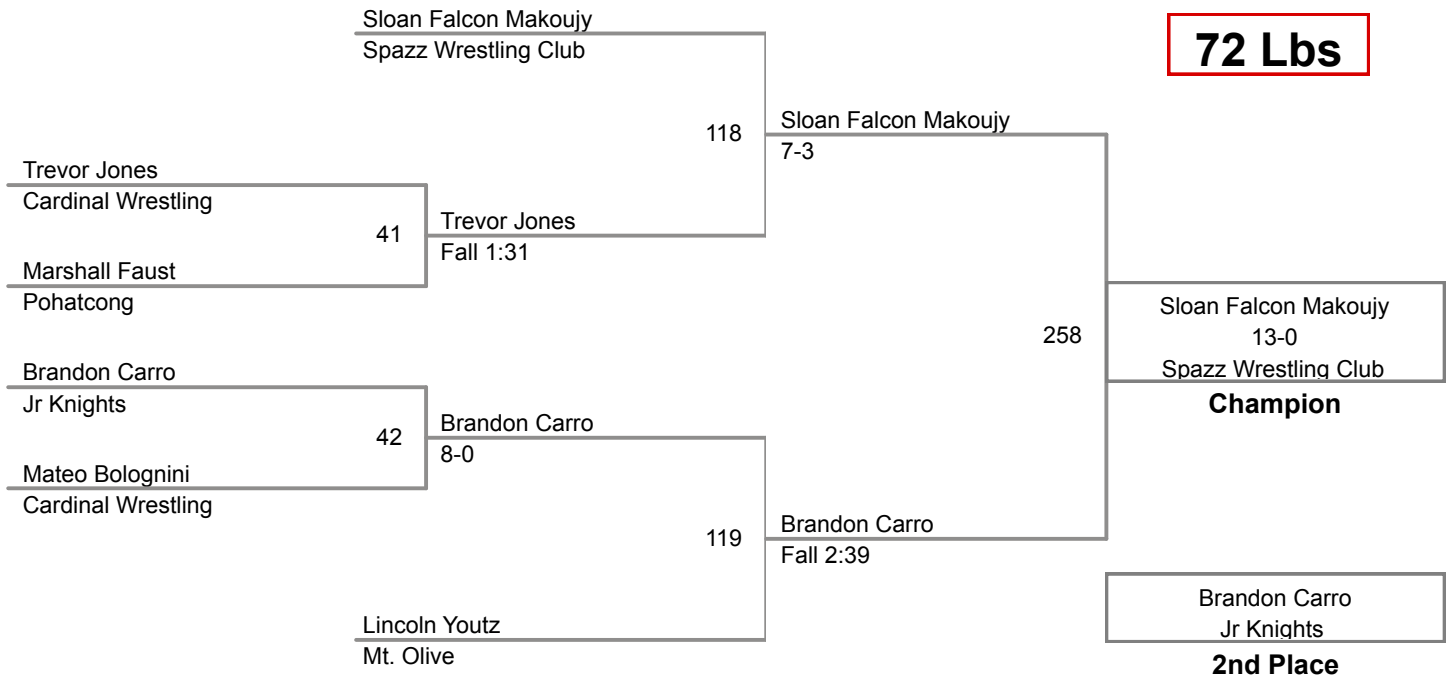 Sloan Falcon Makoujy
Spazz Wrestling Club
72 Lbs
118
Sloan Falcon Makoujy
7-3
Trevor Jones
Cardinal Wrestling
41
Trevor Jones
Fall 1:31
Marshall Faust
Pohatcong
258
Sloan Falcon Makoujy
13-0
Spazz Wrestling Club
Champion
Brandon Carro
Jr Knights
42
Brandon Carro
8-0
Mateo Bolognini
Cardinal Wrestling
119
Brandon Carro
Fall 2:39
Lincoln Youtz
Mt. Olive
Brandon Carro
Jr Knights
2nd Place